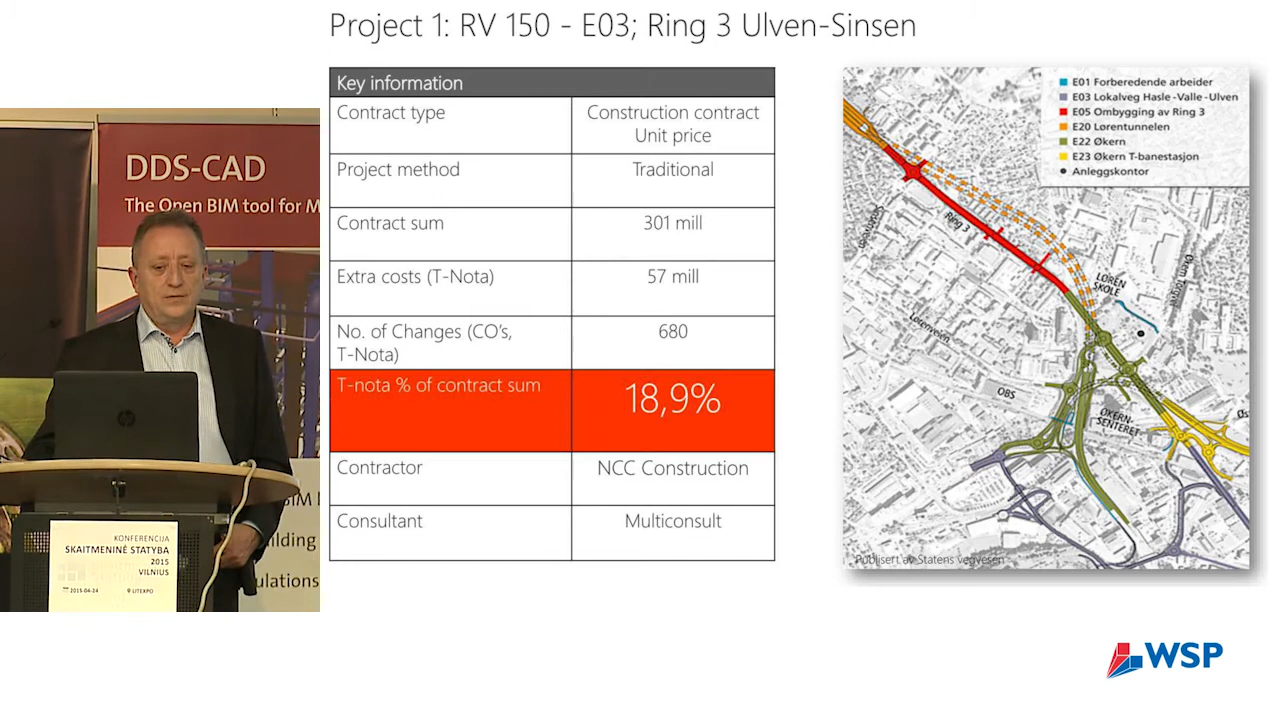 Project 1: RV 150 - E03; Ring 3 Ulven-Sinsen
Key information
Contract type
Construction contract
Unit price
Project method
Traditional
Contract sum
301 mill
Extra costs (T-Nota)
57 mill
No. of Changes (CO's,
T-Nota)
680
T-nota % of contract sum
18,9%
Contractor
NCC Construction
Consultant
Multiconsult
E01 Forberedende arbeider
E03 Lokalveg Hasle -Valle -Ulven
E05 Ombygging av Ring 3
E20 Lørentunnelen
E22 Økern
E23 Økern T-banestasjon
Anleggskontor
Ring 3
LØREN
SKOLE
Lørenveien
OBS
ØKERN-
SENTERET
Publisert av Statens vegvesen
DDS-CAD
The Open BIM tool for M
BIM
ilding
ulations
hp
KONFERENCIJA
SKAITMENINĖ STATYBA
2015
VILNIUS
2015-04-24
LITEXPO
WSP